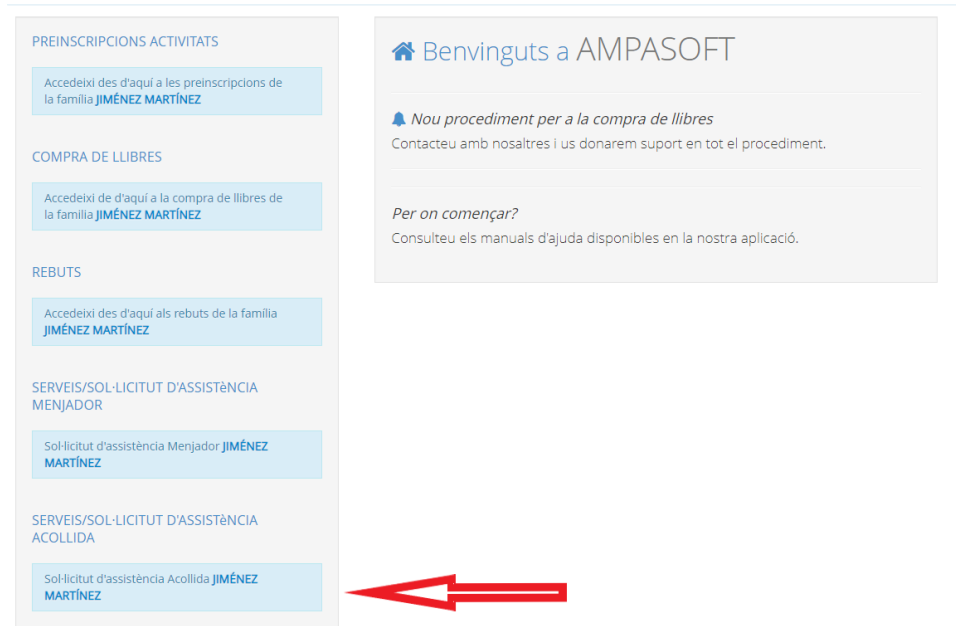 PREINSCRIPCIONS ACTIVITATS
Accedeixi des d'aquí a les preinscripcions de
la família JIMÉNEZ MARTÍNEZ
COMPRA DE LLIBRES
Accedeixi de d'aquí a la compra de llibres de
la familia JIMÉNEZ MARTÍNEZ
REBUTS
Accedeixi des d'aquí als rebuts de la família
JIMÉNEZ MARTÍNEZ
SERVEIS/SOL·LICITUT D'ASSISTèNCIA
MENJADOR
Sol·licitut d'assistència Menjador JIMÉNEZ
MARTÍNEZ
SERVEIS/SOL·LICITUT D'ASSISTèNCIA
ACOLLIDA
Sol·licitut d'assistència Acollida JIMÉNEZ
MARTÍNEZ
Benvinguts a AMPASOFT
Nou procediment per a la compra de llibres
Contacteu amb nosaltres i us donarem suport en tot el procediment.
Per on començar?
Consulteu els manuals d'ajuda disponibles en la nostra aplicació.